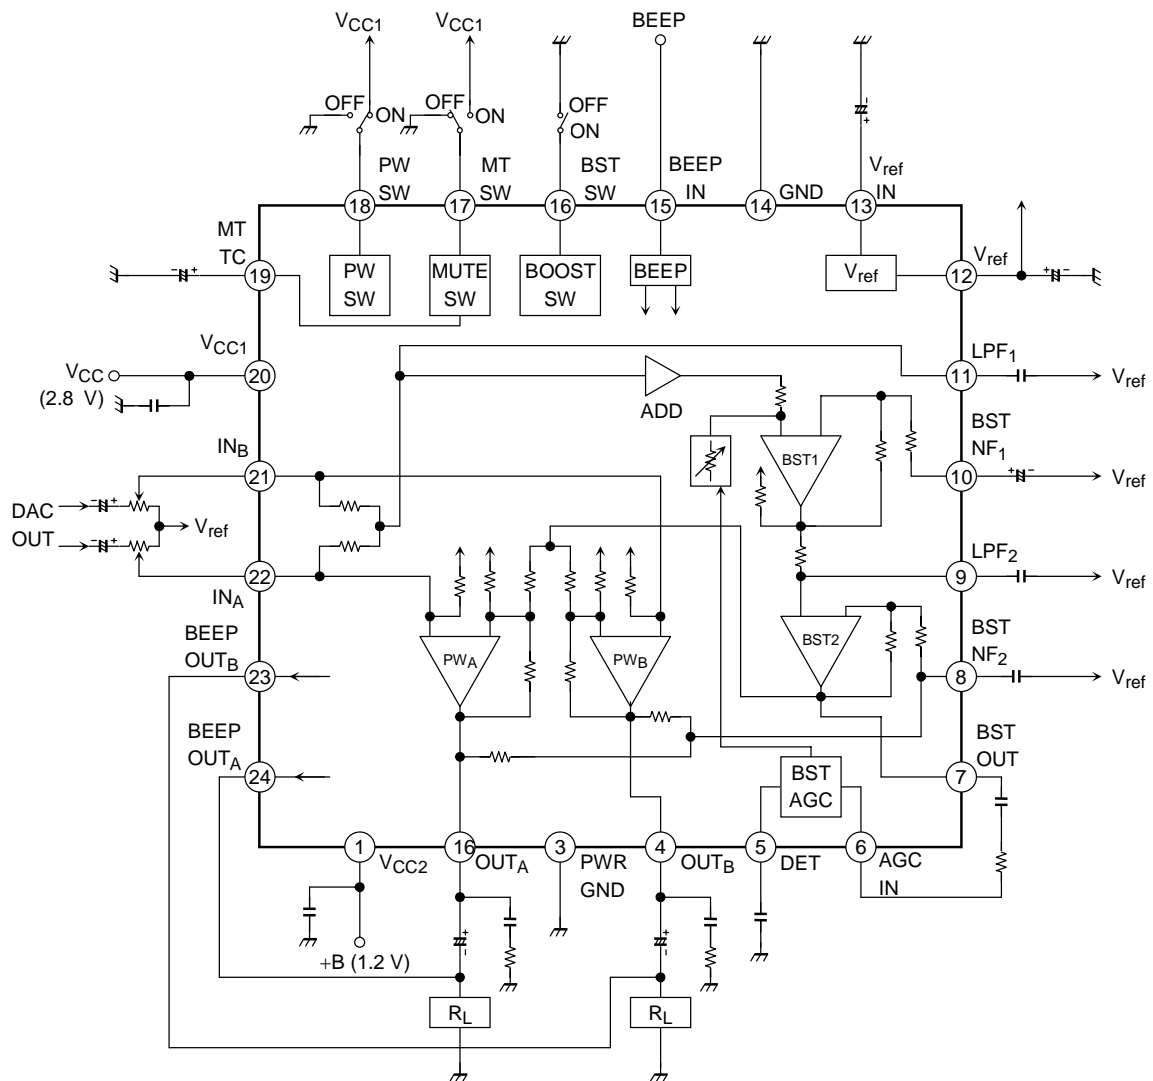 VCC1
VCC1
BEEP
OFF
ON
OFF
ON
OFF
ON
PW
SW
MT
SW
BST
SW
BEEP
IN
GND
Vref
IN
18
17
16
15
14
13
MT
TC
19
PW
SW
MUTE
SW
BOOST
SW
BEEP
Vref
12
Vref
VCC1
VCC
(2.8 V)
20
ADD
LPF1
11
Vref
INB
21
BST1
BST
NF1
10
Vref
DAC
OUT
Vref
22
INA
LPF2
9
Vref
BEEP
OUTB
23
PWA
PWB
BST2
BST
NF2
8
Vref
BEEP
OUTA
24
BST
AGC
BST
OUT
7
1
VCC2
16
OUTA
3
PWR
GND
4
OUTB
5
DET
6
AGC
IN
+B (1.2 V)
RL
RL
+
-
+
-
-
+
+
-
+
-
-
+
-
+
+
-
+
-